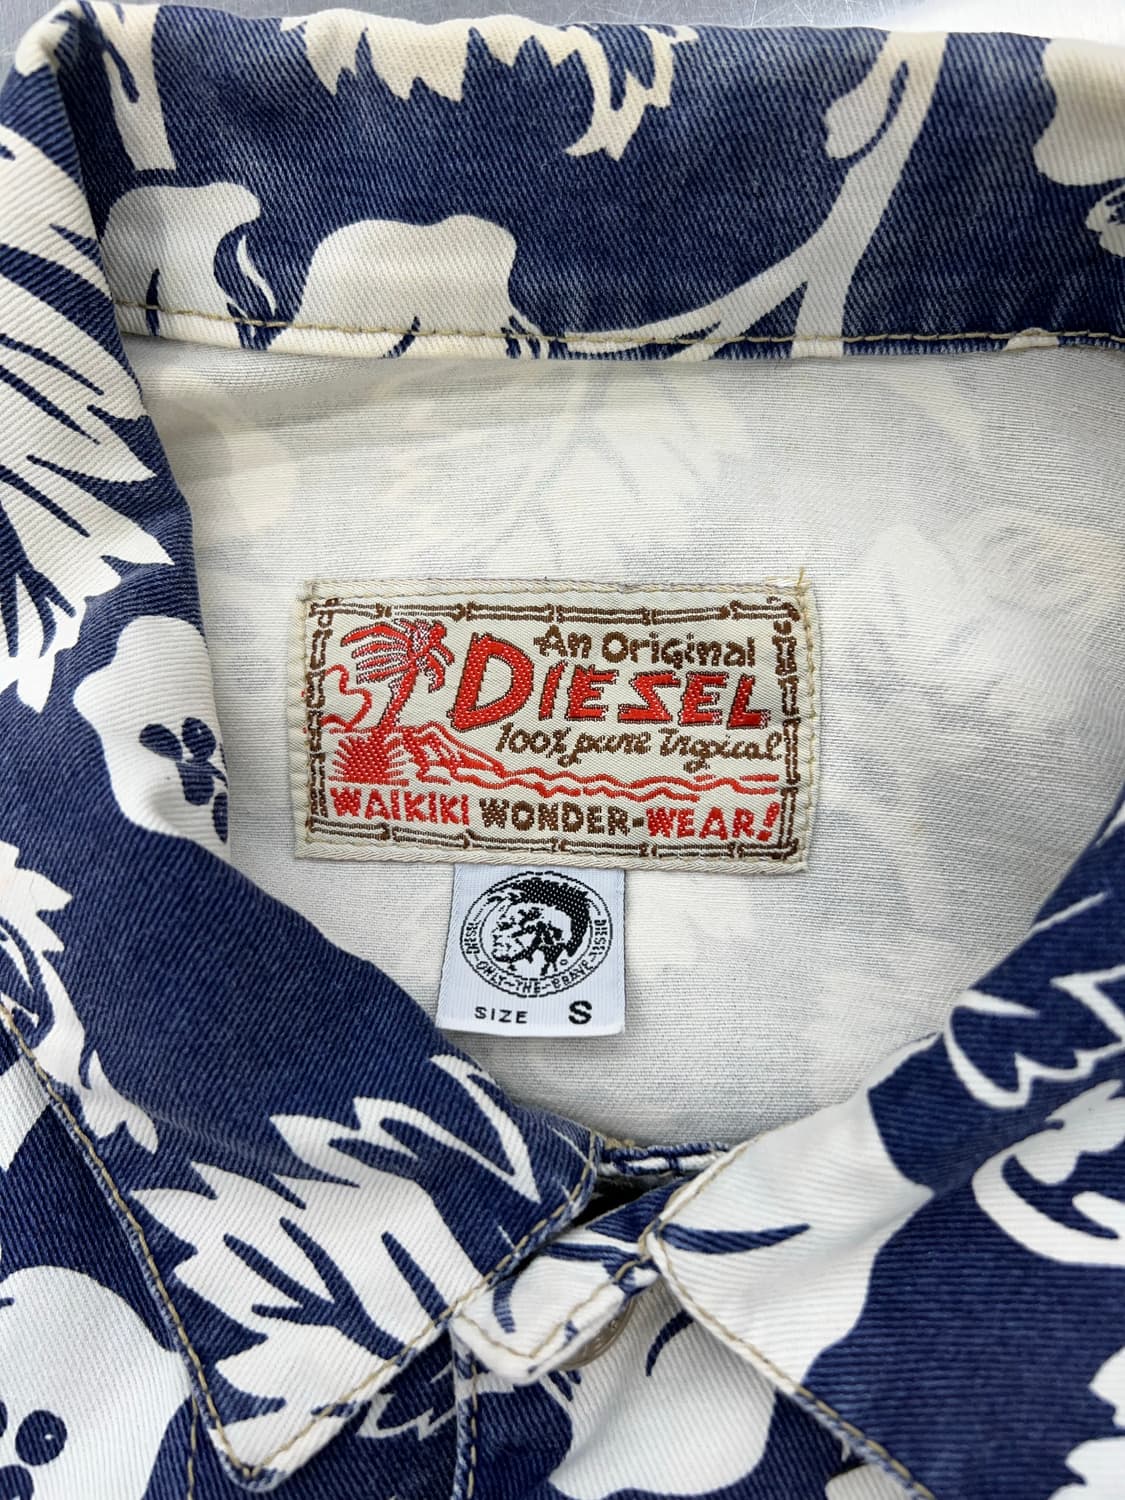 An Original
DIESEL
100% pure Tropical
WAIKIKI WONDER-WEAR!
DIESEL ONLY-THE-BRAVE
SIZE S